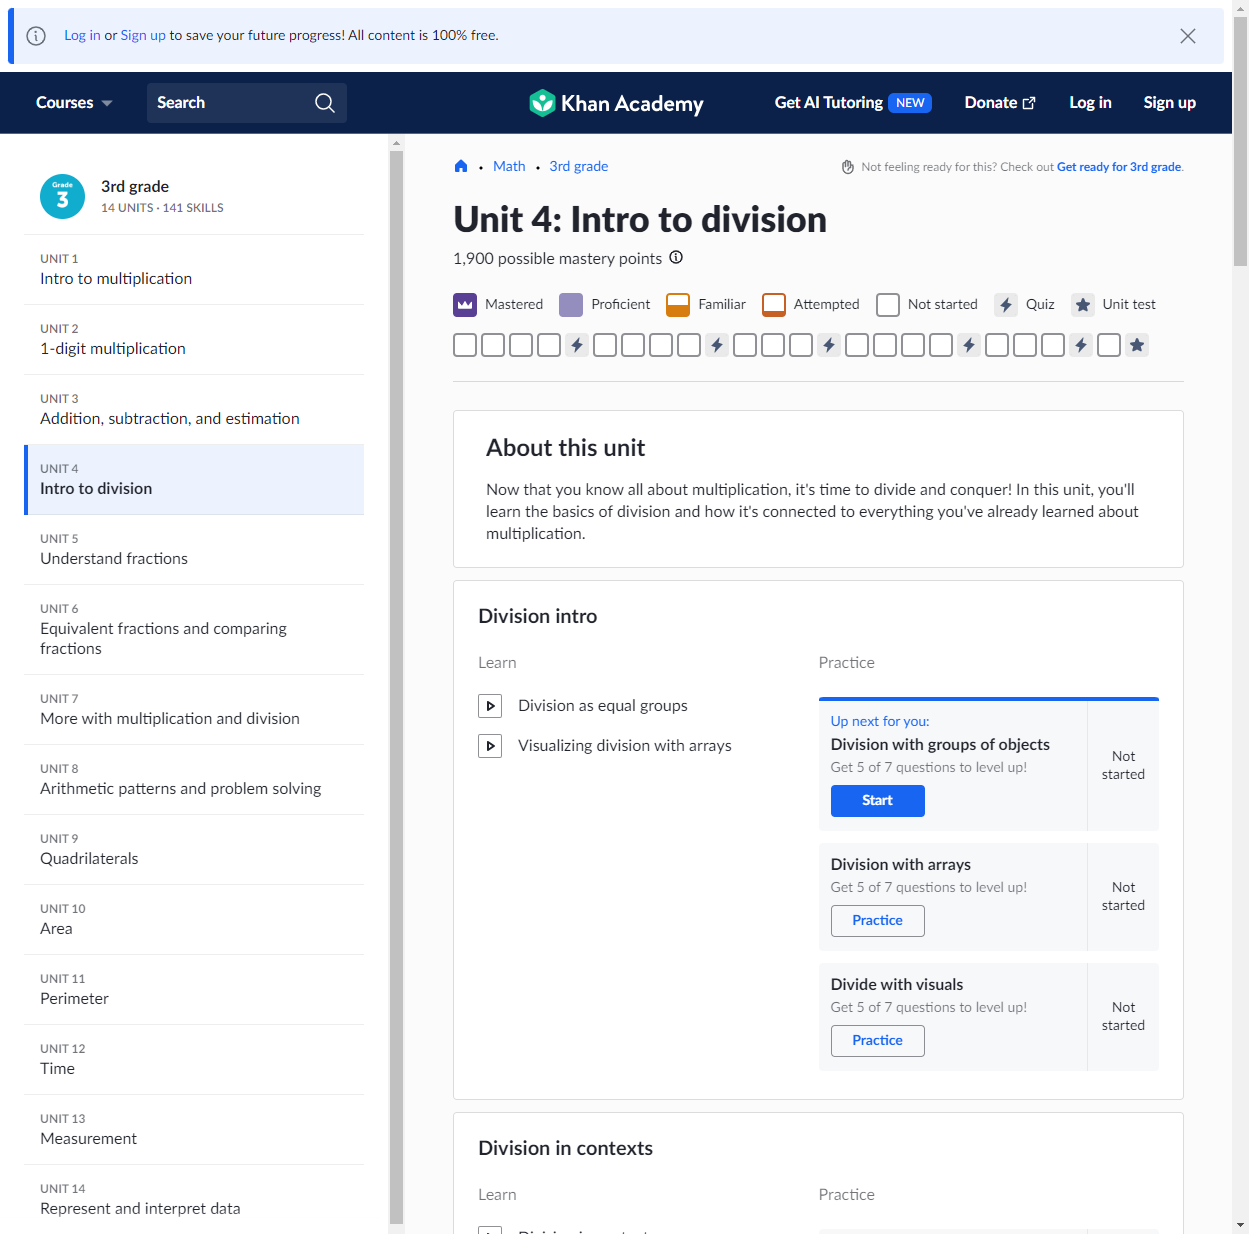 Log in or Sign up to save your future progress! All content is 100% free.
Courses
Search
Khan Academy
Get AI Tutoring NEW
Donate
Log in
Sign up
Grade
3
3rd grade
14 UNITS · 141 SKILLS
UNIT 1
Intro to multiplication
UNIT 2
1-digit multiplication
UNIT 3
Addition, subtraction, and estimation
UNIT 4
Intro to division
UNIT 5
Understand fractions
UNIT 6
Equivalent fractions and comparing
fractions
UNIT 7
More with multiplication and division
UNIT 8
Arithmetic patterns and problem solving
UNIT 9
Quadrilaterals
UNIT 10
Area
UNIT 11
Perimeter
UNIT 12
Time
UNIT 13
Measurement
UNIT 14
Represent and interpret data
Math
3rd grade
Not feeling ready for this? Check out Get ready for 3rd grade.
Unit 4: Intro to division
1,900 possible mastery points
Mastered
Proficient
Familiar
Attempted
Not started
Quiz
Unit test
About this unit
Now that you know all about multiplication, it's time to divide and conquer! In this unit, you'll
learn the basics of division and how it's connected to everything you've already learned about
multiplication.
Division intro
Learn
Division as equal groups
Visualizing division with arrays
Practice
Up next for you:
Division with groups of objects
Get 5 of 7 questions to level up!
Start
Not
started
Division with arrays
Get 5 of 7 questions to level up!
Practice
Not
started
Divide with visuals
Get 5 of 7 questions to level up!
Practice
Not
started
Division in contexts
Learn
Practice